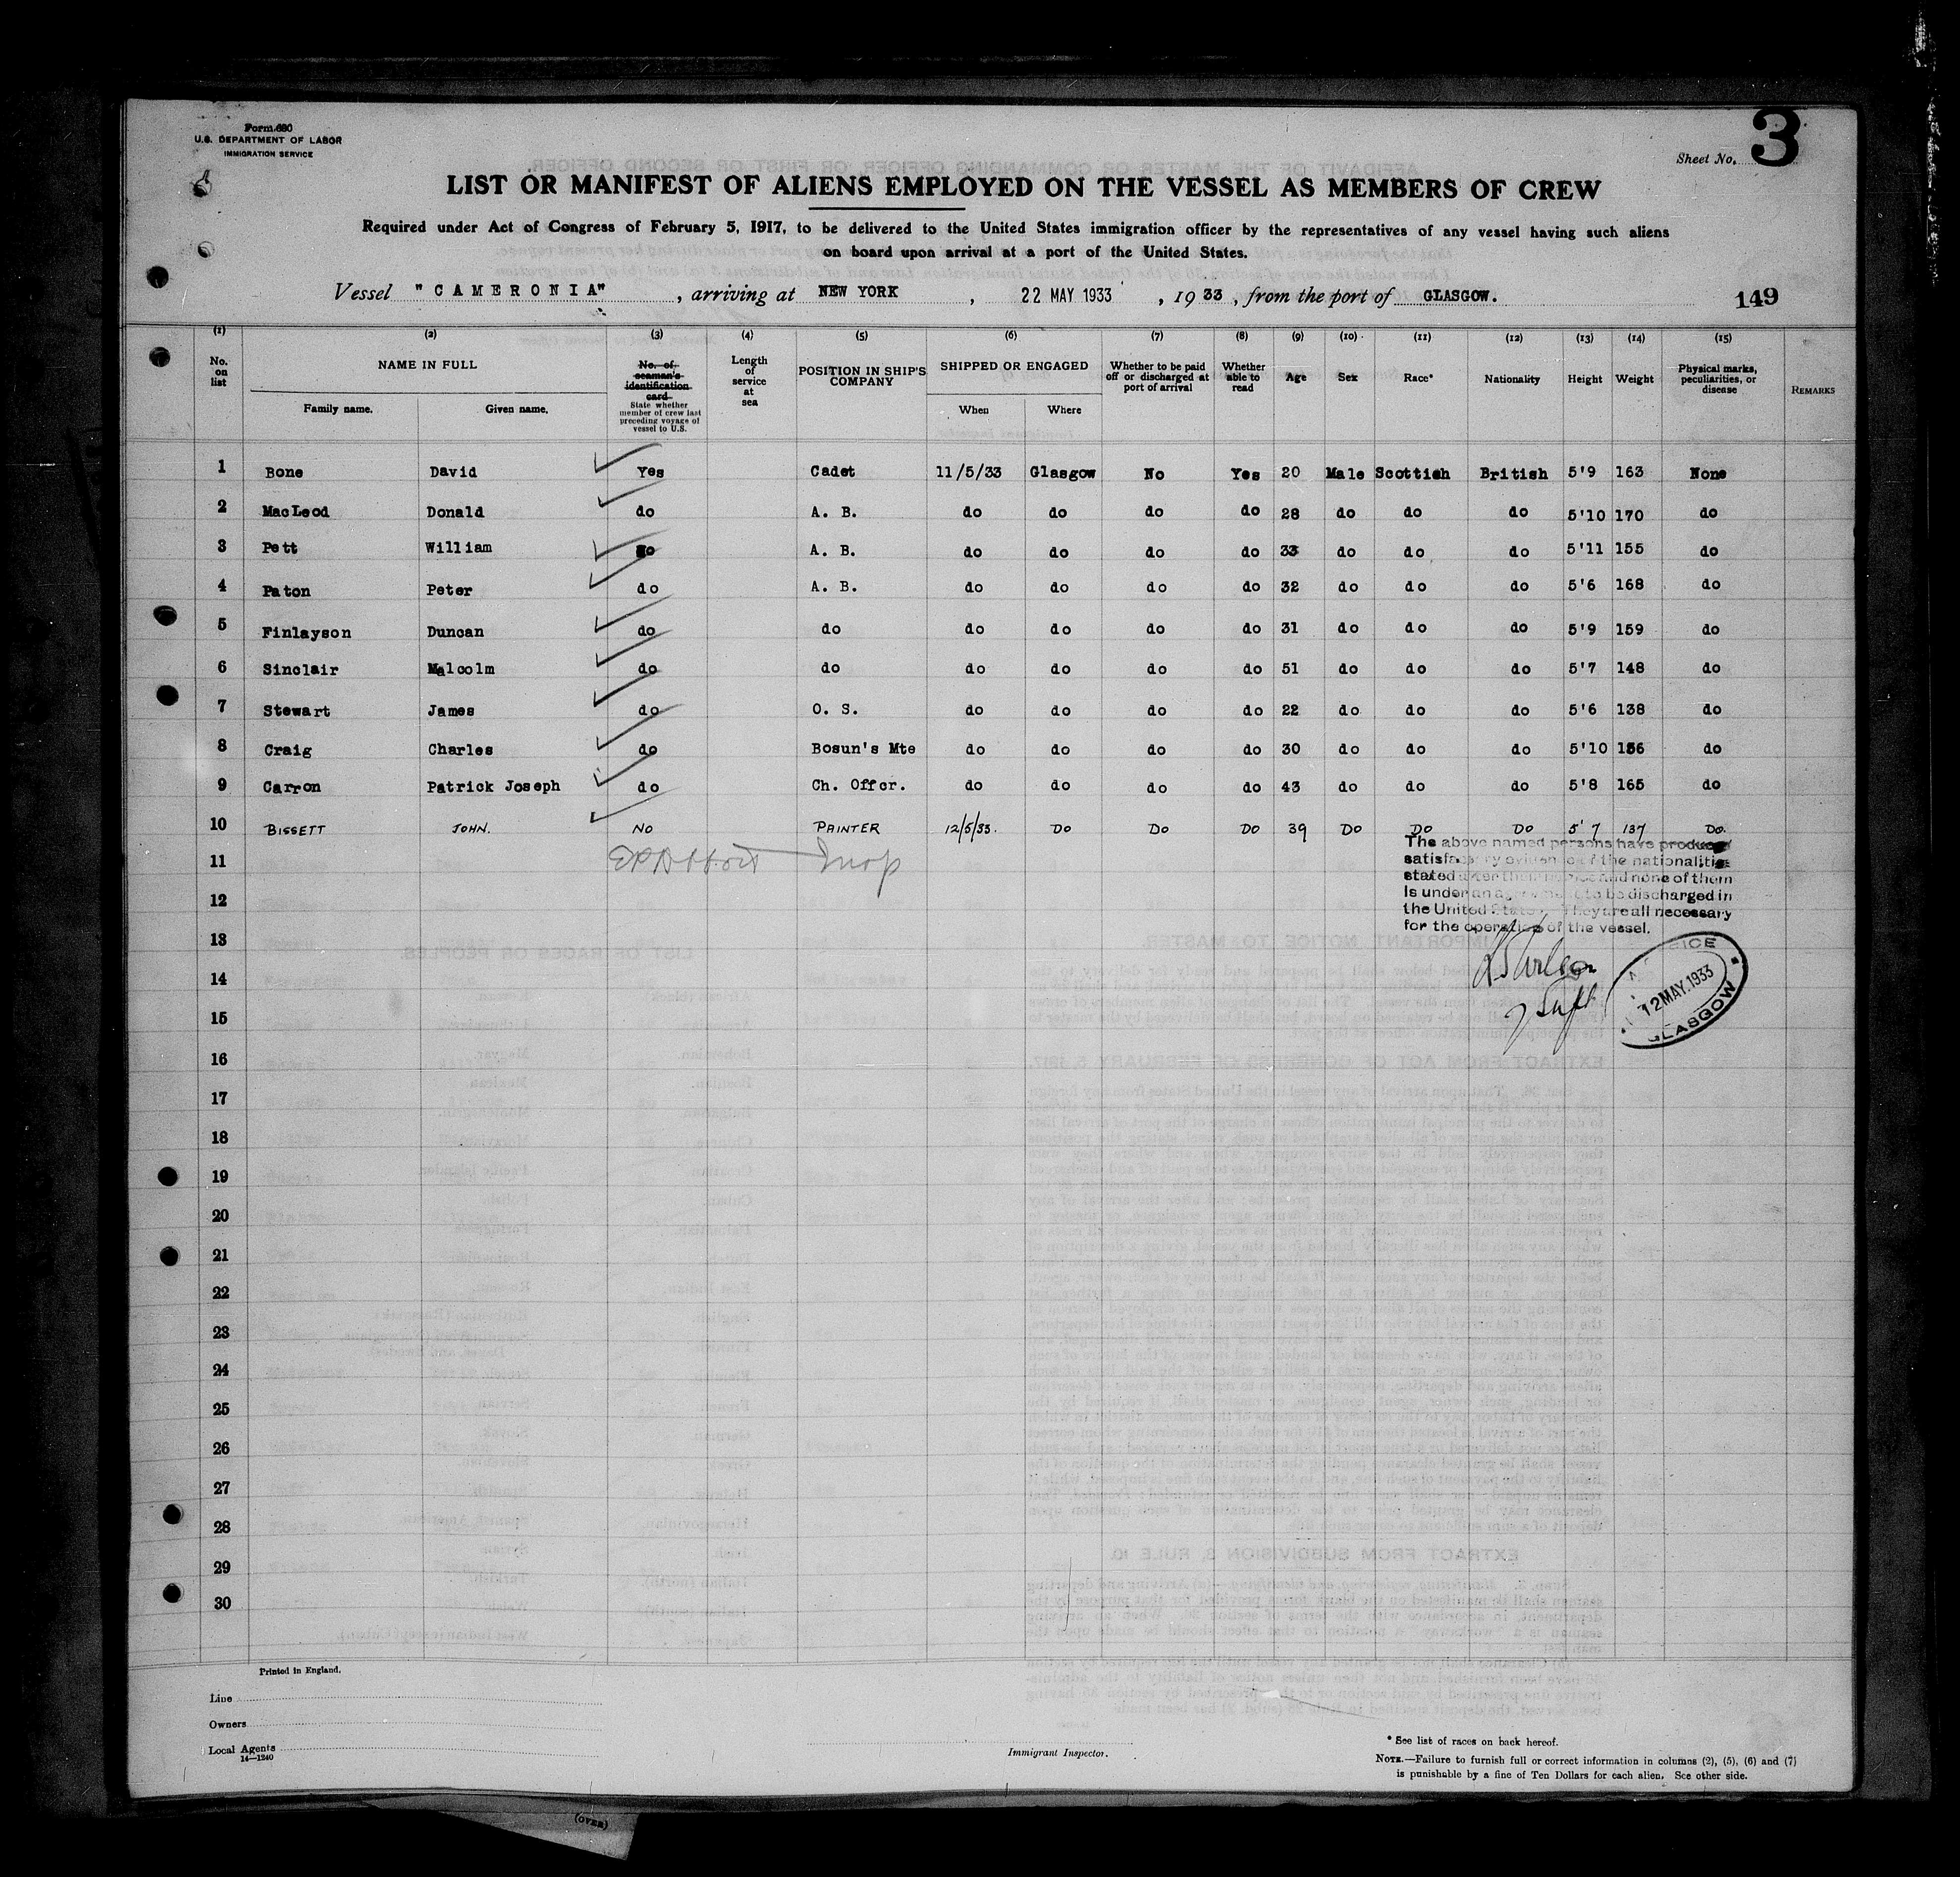 Form 680
U.S. DEPARTMENT OF LABOR
IMMIGRATION SERVICE
Sheet No. 3
LIST OR MANIFEST OF ALIENS EMPLOYED ON THE VESSEL AS MEMBERS OF CREW
Required under Act of Congress of February 5, 1917, to be delivered to the United States immigration officer by the representatives of any vessel having such aliens
on board upon arrival at a port of the United States.
Vessel "CAMERONIA", arriving at NEW YORK, 22 MAY 1933, 1933, from the port of GLASGOW.
149
(1) (2) (3) (4) (5) (6) (7) (8) (9) (10) (11) (12) (13) (14) (15)
No. on list
NAME IN FULL
Family name. Given name.
No. of seaman's identification card
State whether member of crew last preceding voyage of vessel to U.S.
Length of service at sea
POSITION IN SHIP'S COMPANY
SHIPPED OR ENGAGED
When Where
Whether to be paid off or discharged at port of arrival
Whether able to read
Age
Sex
Race*
Nationality
Height
Weight
Physical marks, peculiarities, or disease
REMARKS
1 Bone David Yes Cadet 11/5/33 Glasgow No Yes 20 Male Scottish British 5'9 163 None
2 MacLeod Donald do A. B. do do do do 28 do do do 5'10 170 do
3 Pett William do A. B. do do do do 33 do do do 5'11 155 do
4 Paton Peter do A. B. do do do do 32 do do do 5'6 168 do
5 Finlayson Duncan do do do do do do 31 do do do 5'9 159 do
6 Sinclair Malcolm do do do do do do 51 do do do 5'7 148 do
7 Stewart James do O. S. do do do do 22 do do do 5'6 138 do
8 Craig Charles do Bosun's Mte do do do do 30 do do do 5'10 156 do
9 Carron Patrick Joseph do Ch. Offcr. do do do do 43 do do do 5'8 165 do
10 BISSETT JOHN. NO PAINTER 12/5/33. DO DO DO 39 DO DO DO 5'7 137 DO.
The above named persons have produced
satisfactory evidence of the nationalities
stated after their names and none of them
is under an agreement to be discharged in
the United States. They are all necessary
for the operation of the vessel.
11
12
13
14
15
16
17
18
19
20
21
22
23
24
25
26
27
28
29
30
12 MAY. 1933
GLASGOW
Printed in England.
Line
Owners
Local Agents
14—1240
Immigrant Inspector.
* See list of races on back hereof.
NOTE.—Failure to furnish full or correct information in columns (2), (5), (6) and (7)
is punishable by a fine of Ten Dollars for each alien. See other side.
(OVER)